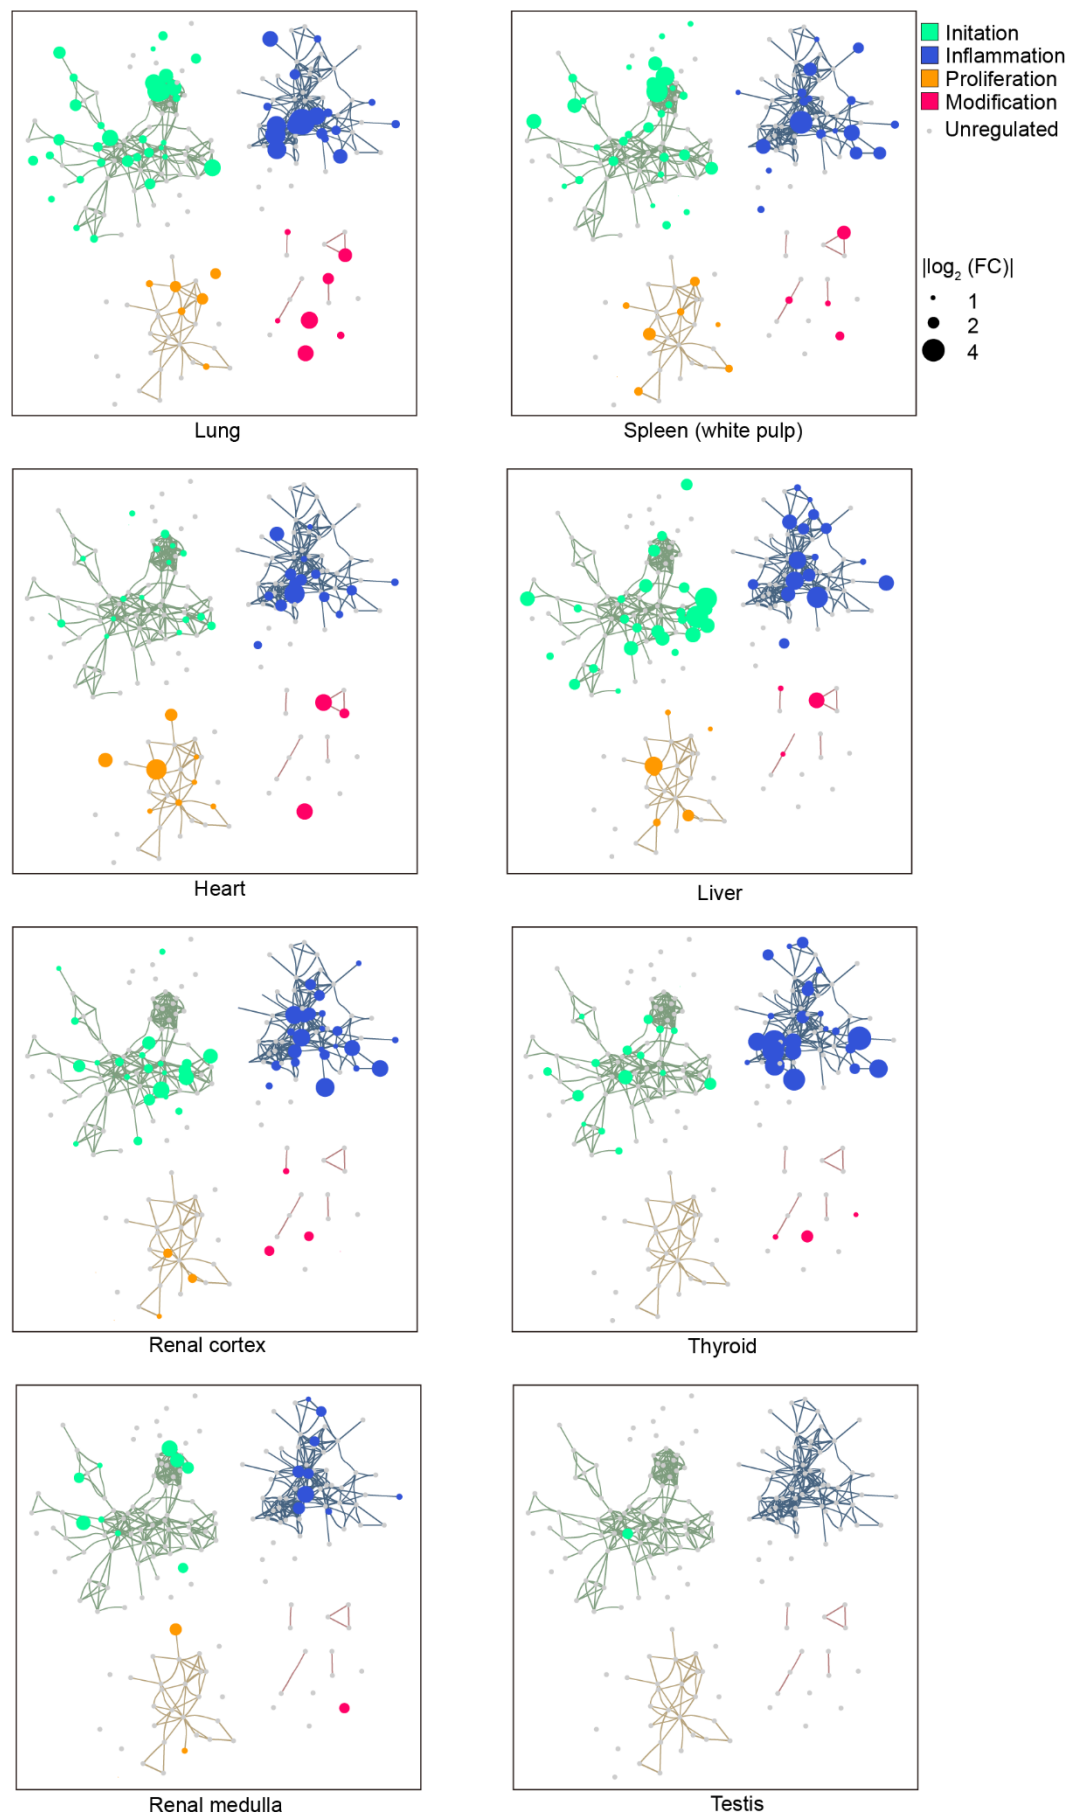 Initation
Inflammation
Proliferation
Modification
Unregulated
|log2 (FC)|
1
2
4
Lung
Spleen (white pulp)
Heart
Liver
Renal cortex
Thyroid
Renal medulla
Testis